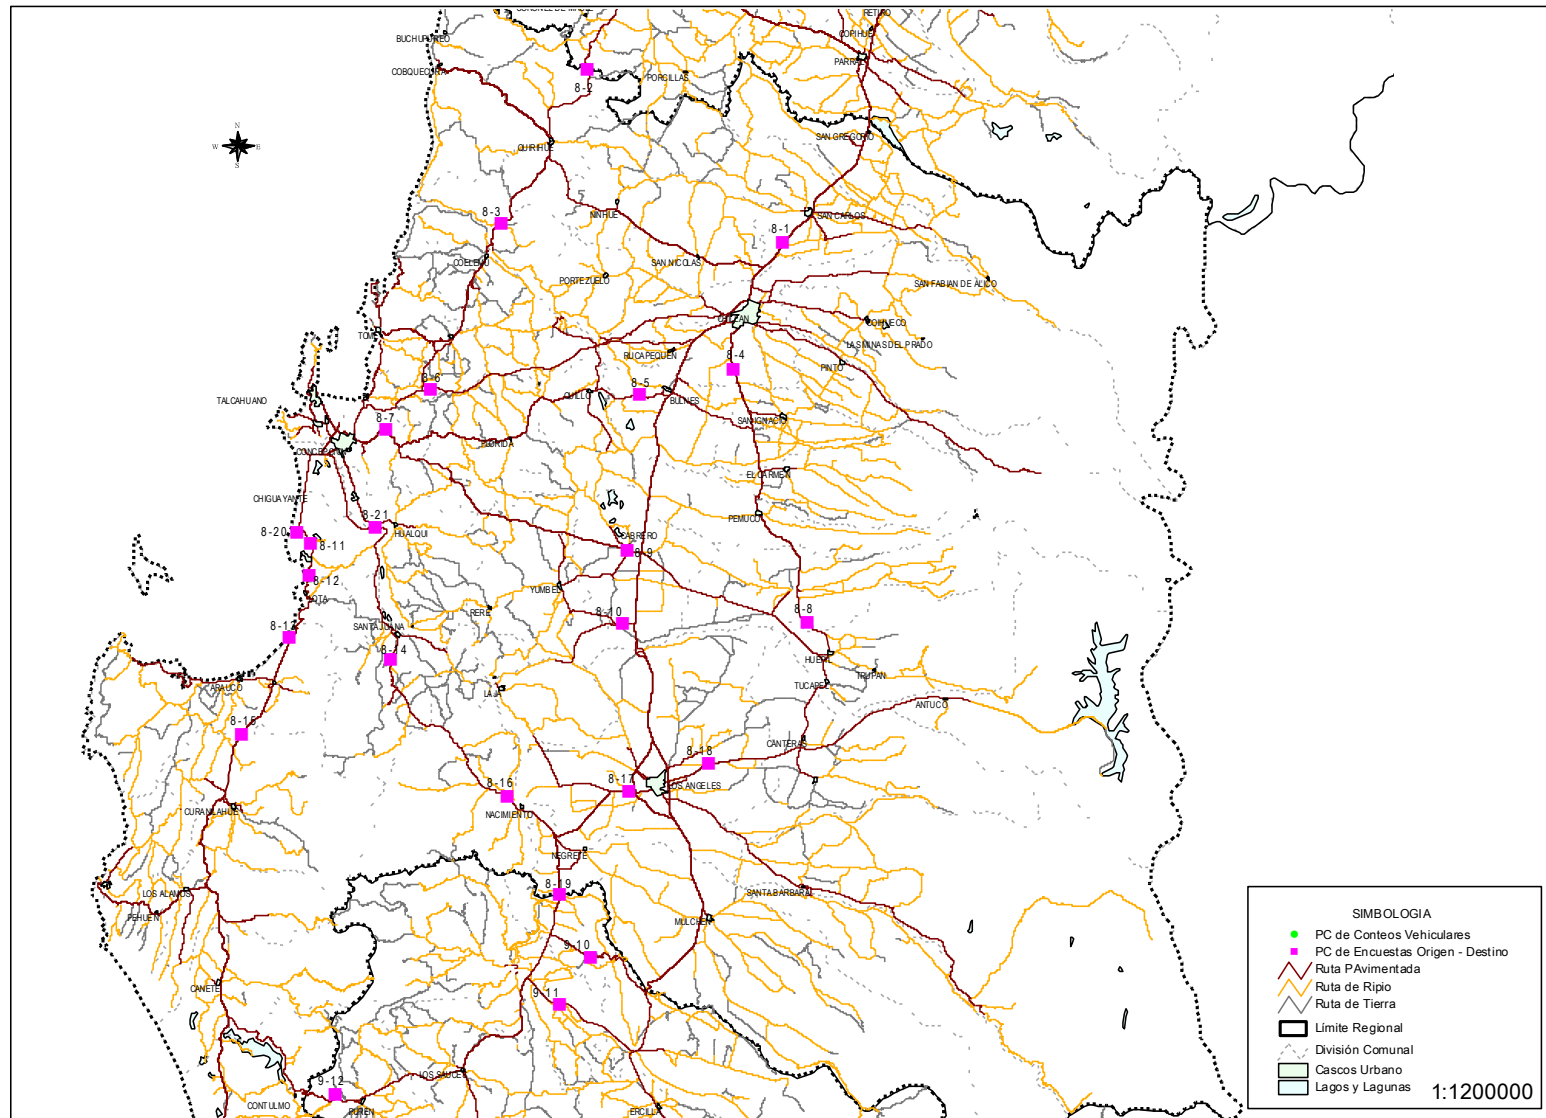 RETIRO
COPIHUE
BUCHUPUREO
PARRAL
COBQUECURA
PORCILLAS
8-2
N
W E
S
SAN GREGORIO
QUIRIHUE
8-3
NINHUE
SAN CARLOS
8-1
COELEMU
SAN NICOLAS
PORTEZUELO
SAN FABIAN DE ALICO
CHILLAN
COIHUECO
TOME
LAS MINAS DEL PRADO
RUCAPEQUEN
8-4
PINTO
8-6
8-5
QUILLO
BULNES
TALCAHUANO
8-7
SAN IGNACIO
FLORIDA
CONCEPCION
EL CARMEN
CHIGUAYANTE
PEMUCO
8-21
8-20
HUALQUI
CABRERO
8-11
8-9
8-12
YUMBEL
LOTA
RERE
8-10
8-8
8-13
SANTA JUANA
8-14
HUEPIL
TRUPAN
ARAUCO
LAJA
TUCAPEL
ANTUCO
8-15
CANTERAS
8-18
8-16
8-17
LOS ANGELES
CURANILAHUE
NACIMIENTO
NEGRETE
8-19
LOS ALAMOS
SANTA BARBARA
PEHUEN
MULCHEN
9-10
CAÑETE
9-11
LOS SAUCES
9-12
CONTULMO
PUREN
ERCILLA
SIMBOLOGIA
PC de Conteos Vehiculares
PC de Encuestas Origen - Destino
Ruta PAvimentada
Ruta de Ripio
Ruta de Tierra
Límite Regional
División Comunal
Cascos Urbano
Lagos y Lagunas
1:1200000